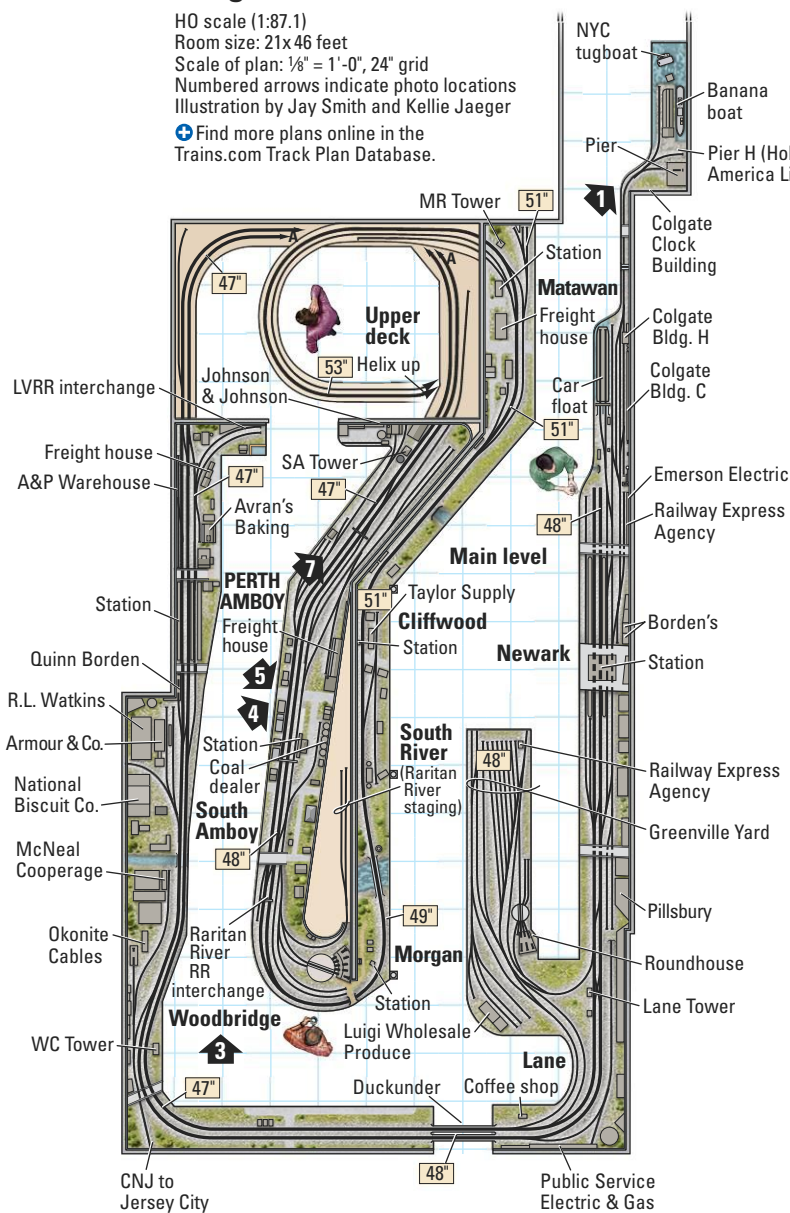 HO scale (1:87.1)
Room size: 21x46 feet
Scale of plan: ⅛" = 1'-0", 24" grid
Numbered arrows indicate photo locations
Illustration by Jay Smith and Kellie Jaeger
Find more plans online in the
Trains.com Track Plan Database.
NYC
tugboat
Banana
boat
Pier
Pier H (Hol
America Li
1
Colgate
Clock
Building
MR Tower
51"
Station
Matawan
Freight
house
Colgate
Bldg. H
Colgate
Bldg. C
Car
float
A
A
47"
Upper
deck
53"
Helix up
Johnson
& Johnson
51"
LVRR interchange
Freight house
A&P Warehouse
47"
SA Tower
47"
Avran's
Baking
Emerson Electric
48"
Railway Express
Agency
Main level
7
PERTH
AMBOY
51"
Taylor Supply
Cliffwood
Station
Station
Freight
house
Borden's
Newark
Station
Quinn Borden
5
R.L. Watkins
4
Armour & Co.
Station
Coal
dealer
South
River
(Raritan
River
staging)
48"
Railway Express
Agency
National
Biscuit Co.
South
Amboy
Greenville Yard
McNeal
Cooperage
48"
Pillsbury
49"
Okonite
Cables
Raritan
River
RR
interchange
Morgan
Roundhouse
Station
Lane Tower
Woodbridge
Luigi Wholesale
Produce
WC Tower
3
Lane
47"
Duckunder
Coffee shop
48"
CNJ to
Jersey City
Public Service
Electric & Gas